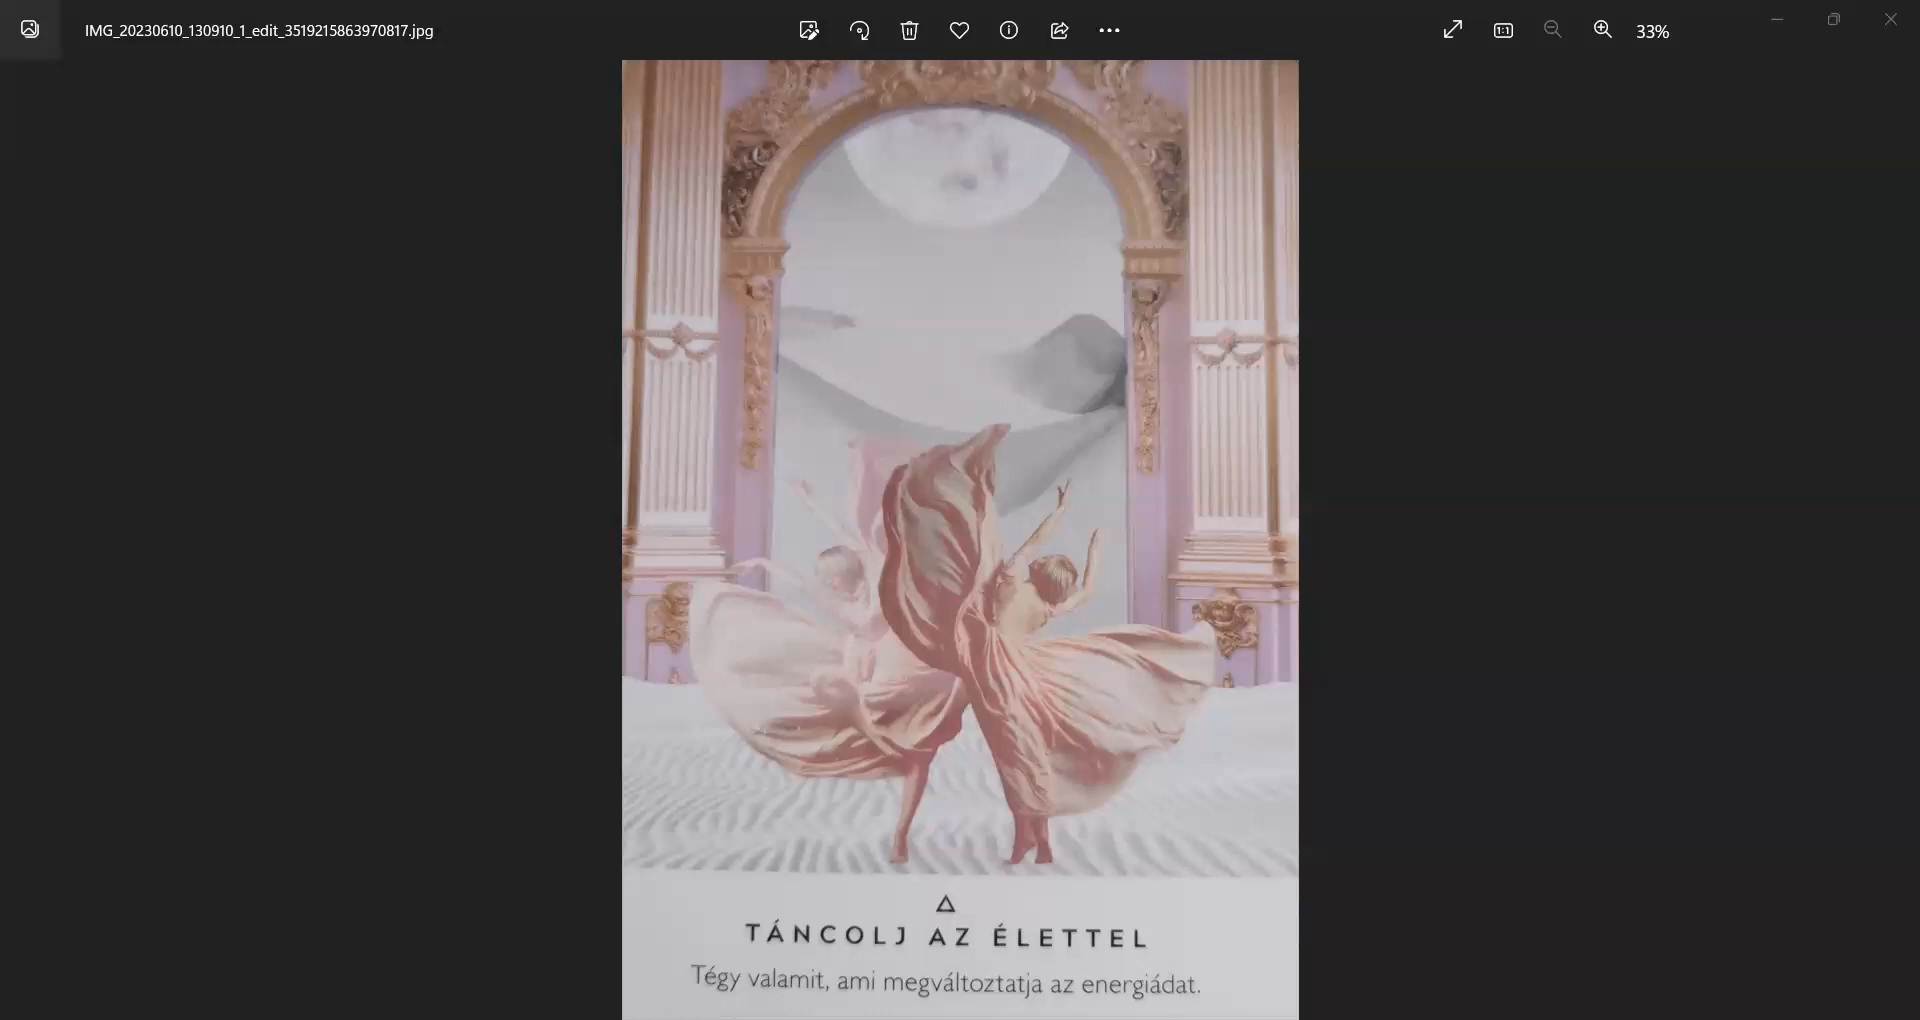 IMG_20230610_130910_1_edit_3519215863970817.jpg
33%
TÁNCOLJ AZ ÉLETTEL
Tégy valamit, ami megváltoztatja az energiádat.